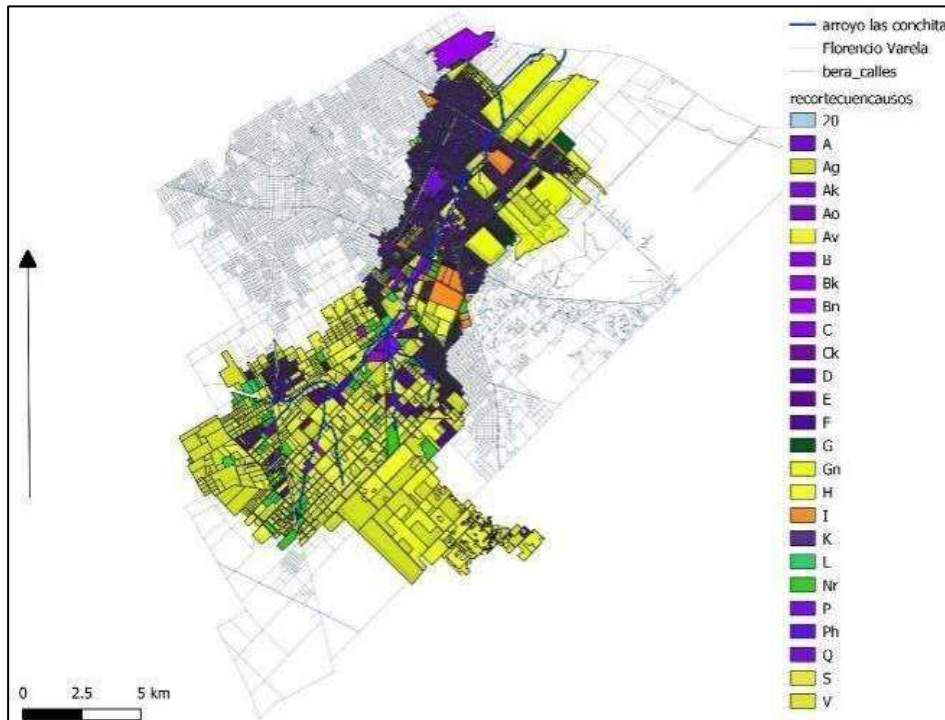 arroyo las conchita
Florencio Varela
bera_calles
recortecuencausos
20
A
Ag
Ak
Ao
Av
B
Bk
Bn
C
Ck
D
E
F
G
Gn
H
I
K
L
Nr
P
Ph
Q
S
V
0 2.5 5 km